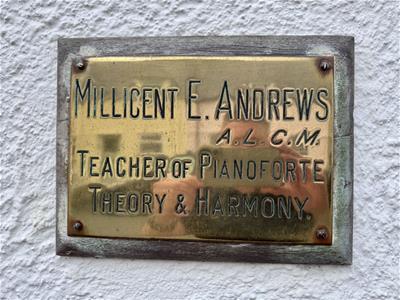 MILLICENT E. ANDREWS
A.L.C.M.
TEACHER OF PIANOFORTE
THEORY & HARMONY.